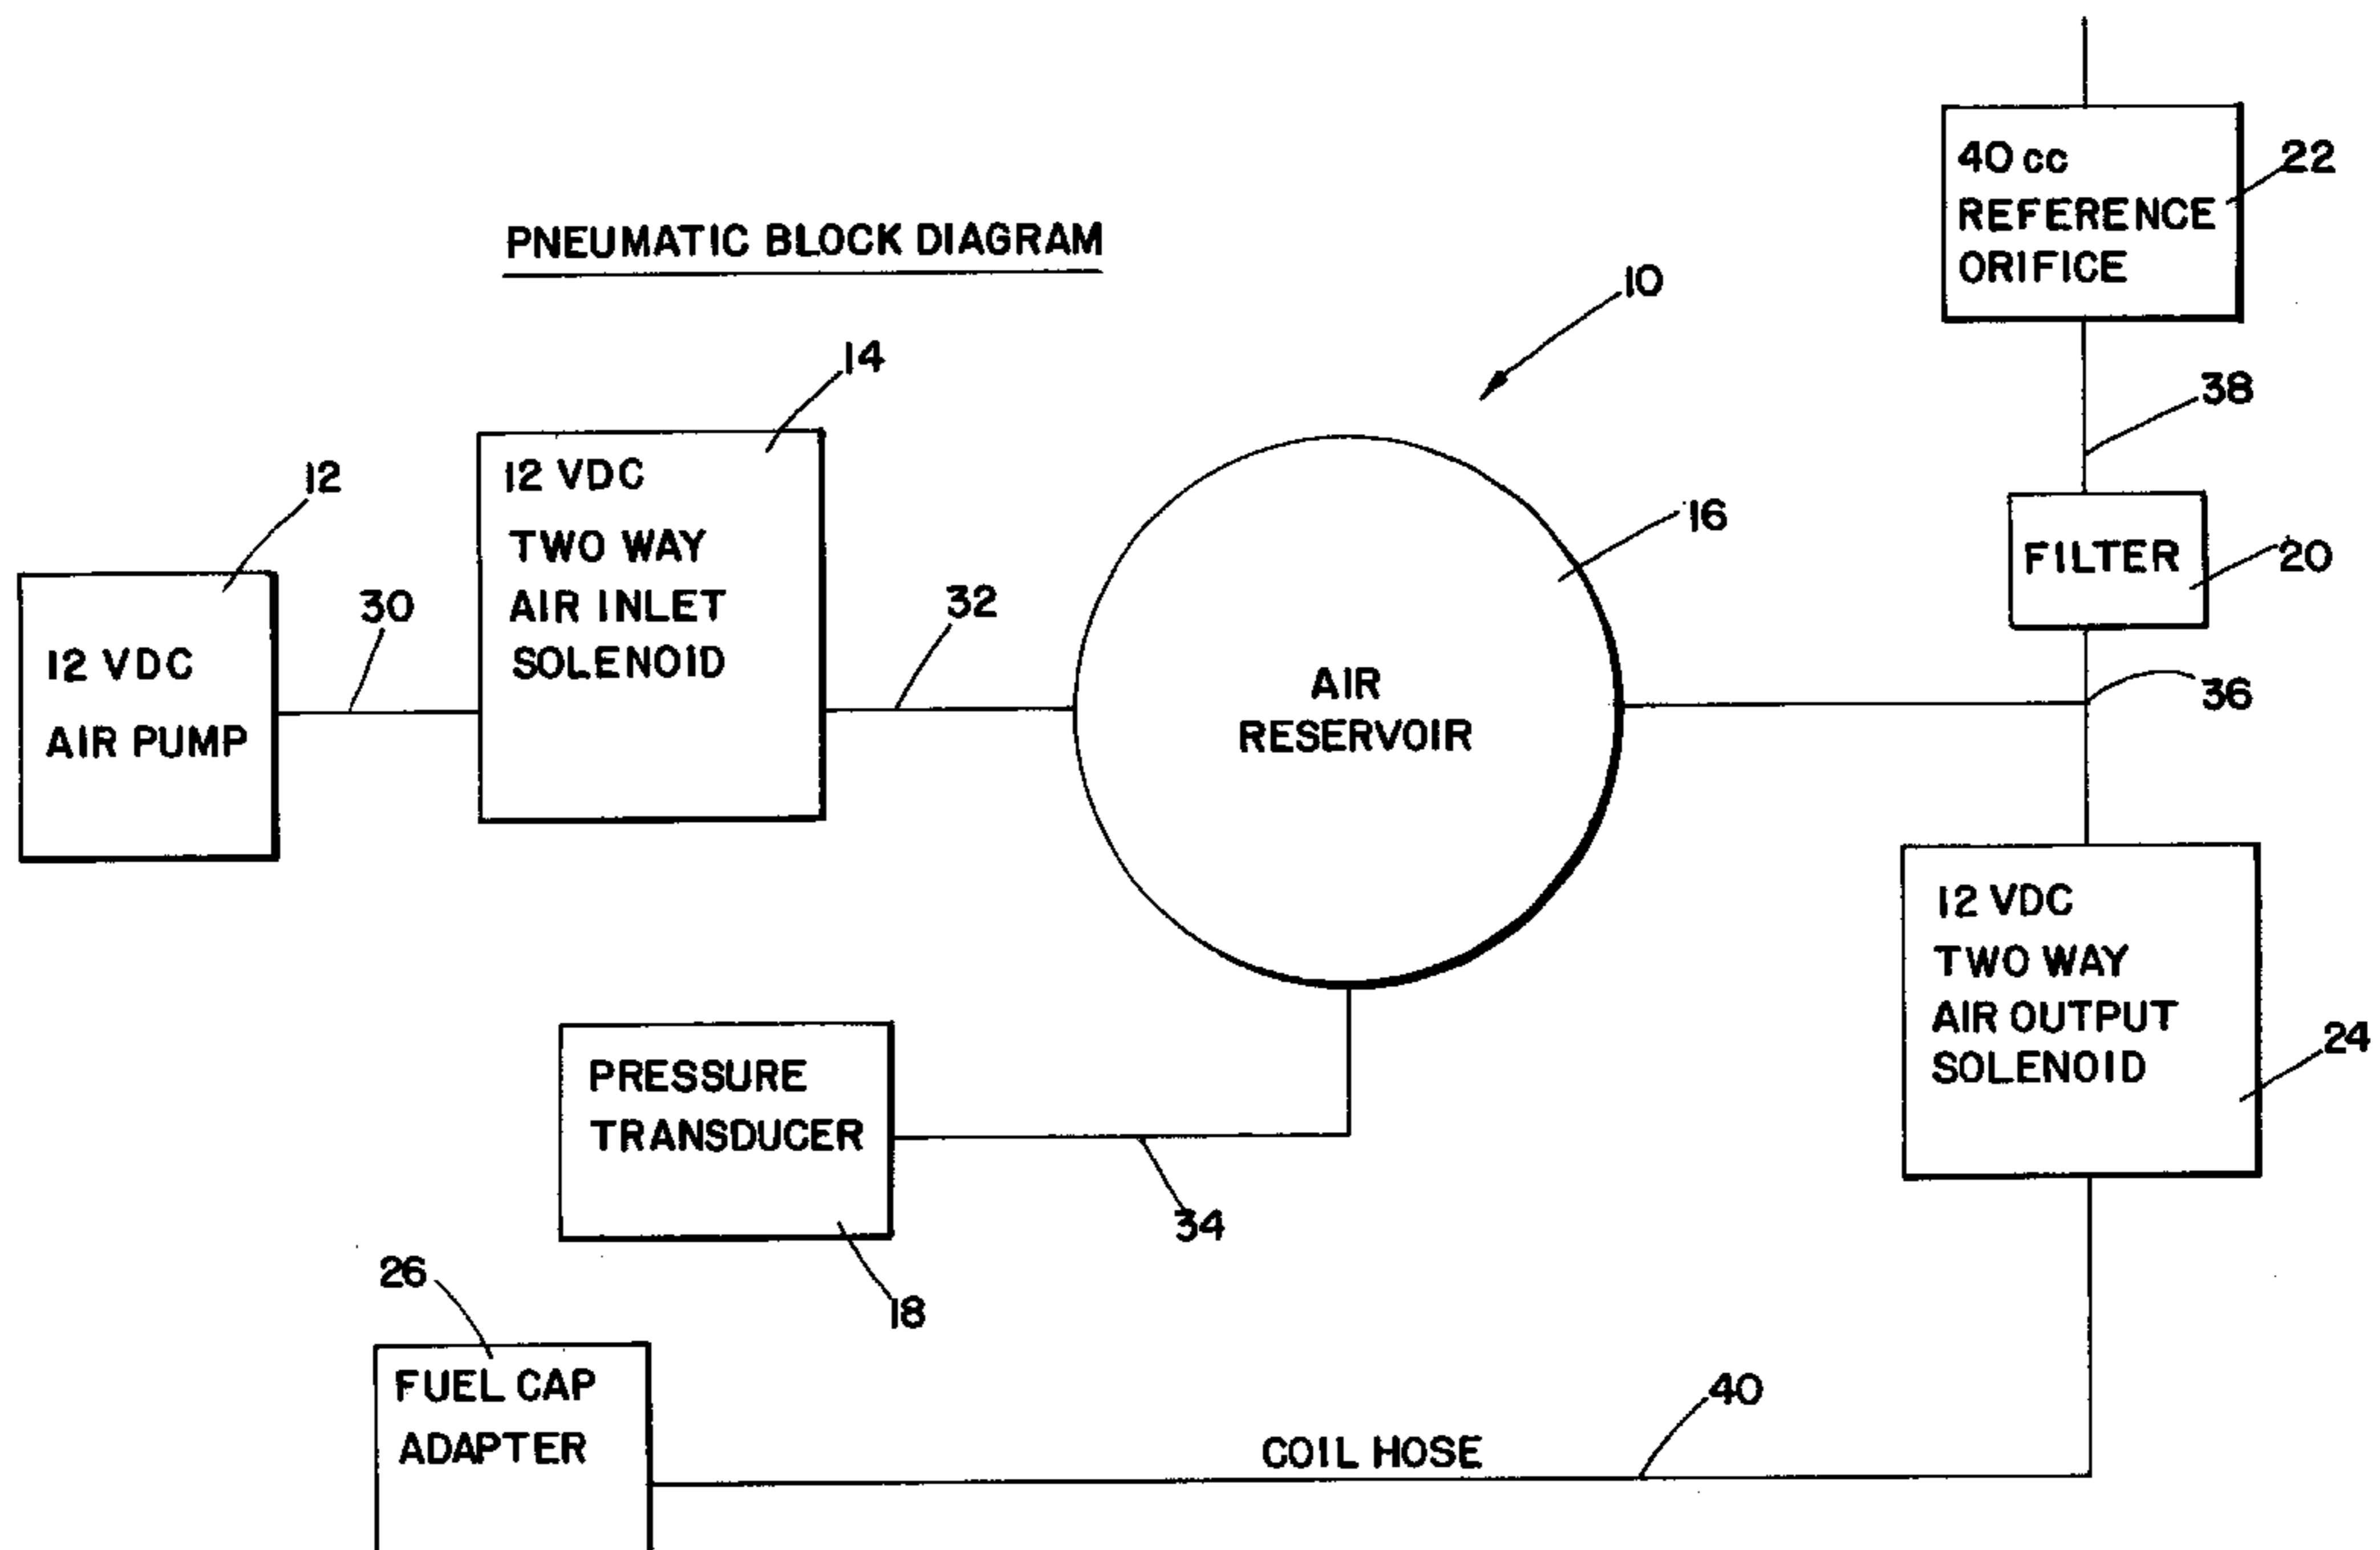 PNEUMATIC BLOCK DIAGRAM
10
12
12 VDC
AIR PUMP
30
14
12 VDC
TWO WAY
AIR INLET
SOLENOID
32
16
AIR
RESERVOIR
40 cc
REFERENCE
ORIFICE
22
38
FILTER
20
36
12 VDC
TWO WAY
AIR OUTPUT
SOLENOID
24
PRESSURE
TRANSDUCER
18
34
26
FUEL CAP
ADAPTER
COIL HOSE
40